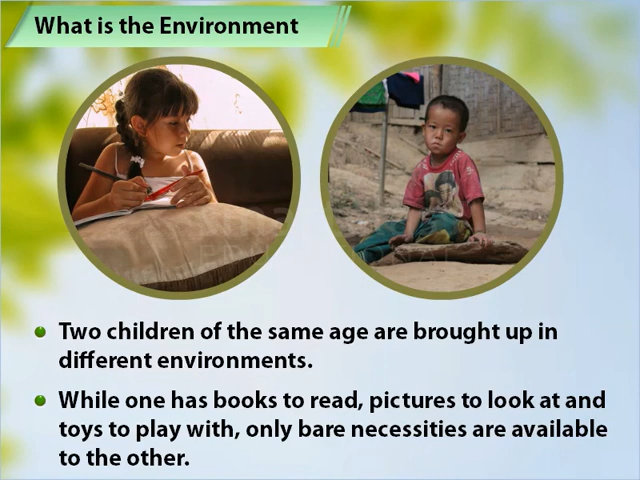 What is the Environment
Two children of the same age are brought up in
different environments.
While one has books to read, pictures to look at and
toys to play with, only bare necessities are available
to the other.